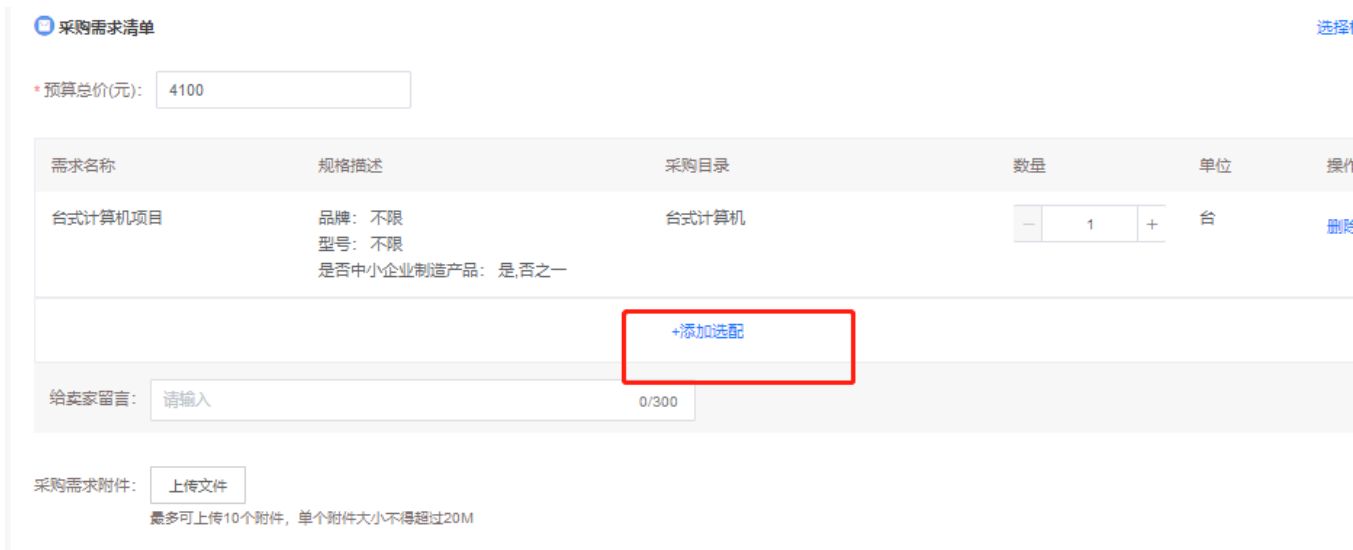 采购需求清单 选择
*预算总价(元): 4100
需求名称 规格描述 采购目录 数量 单位 操作
台式计算机项目 品牌： 不限 台式计算机 − 1 + 台 删除
型号： 不限
是否中小企业制造产品： 是,否之一
+添加选配
给卖家留言: 请输入 0/300
采购需求附件: 上传文件
最多可上传10个附件，单个附件大小不得超过20M